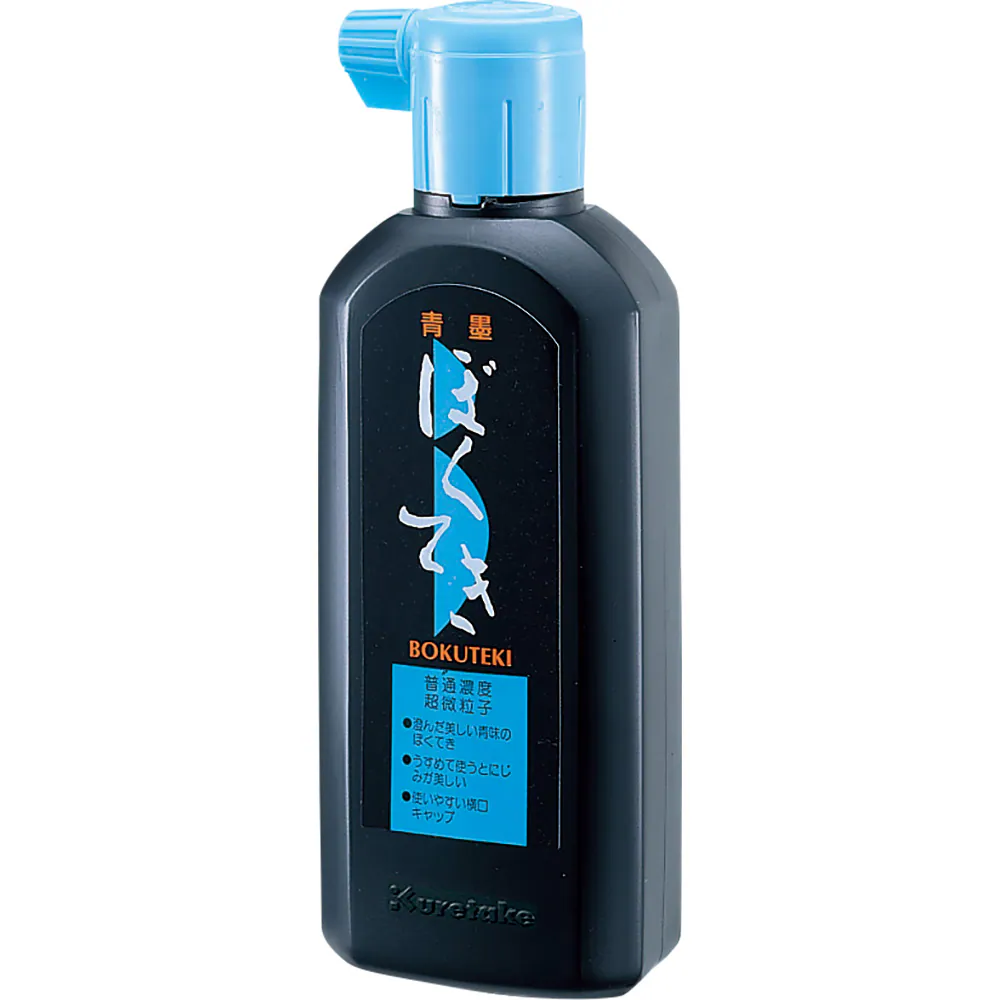 青墨
ぼくてき
BOKUTEKI
普通濃度
超微粒子
●澄んだ美しい青味の
ぼくてき
●うすめて使うとにじ
みが美しい
●使いやすい横口
キャップ
Kuretake